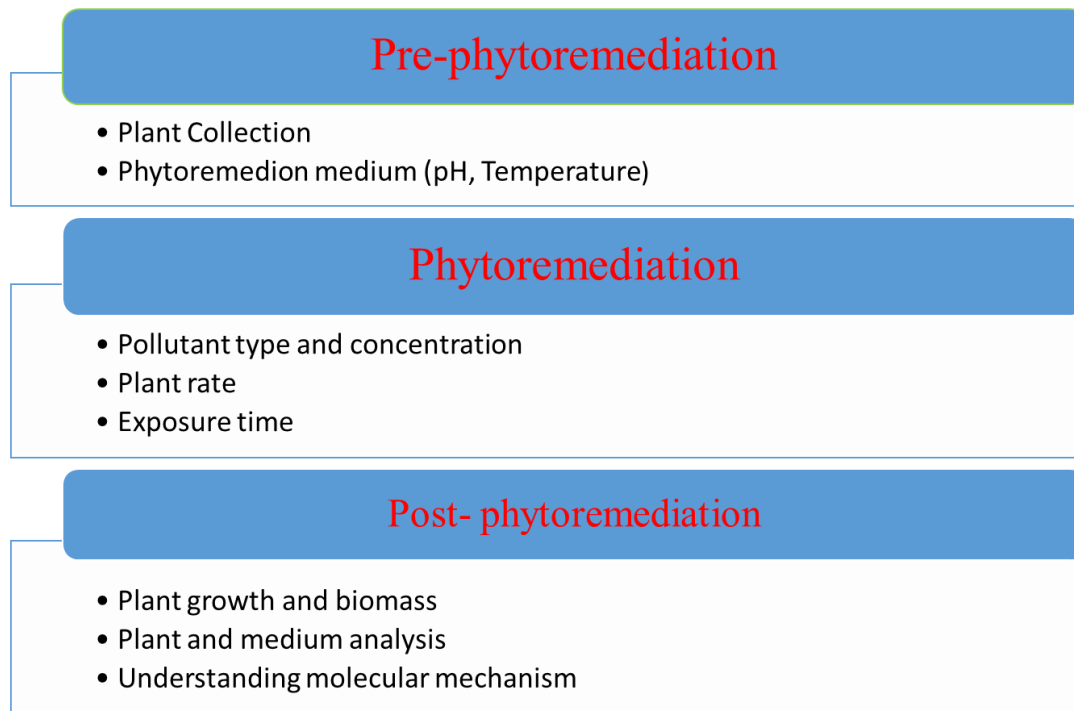 Pre-phytoremediation
• Plant Collection
• Phytoremedion medium (pH, Temperature)
Phytoremediation
• Pollutant type and concentration
• Plant rate
• Exposure time
Post- phytoremediation
• Plant growth and biomass
• Plant and medium analysis
• Understanding molecular mechanism